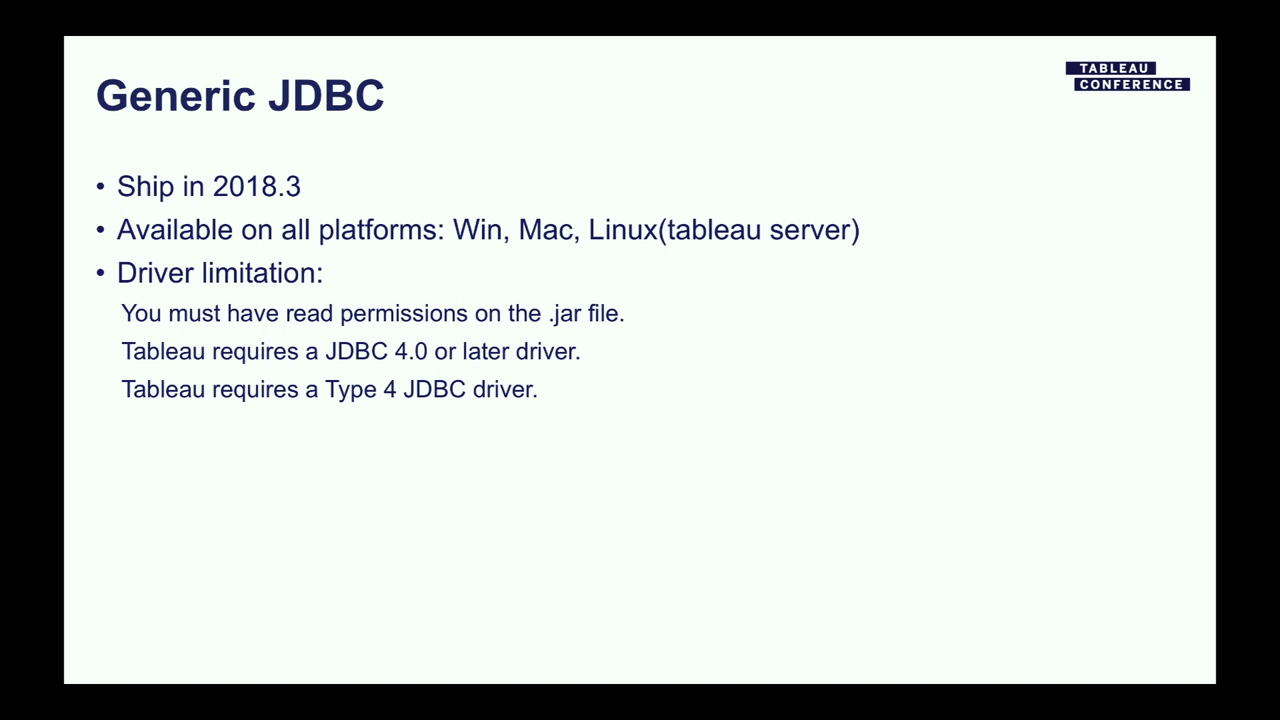 Generic JDBC
TABLEAU
CONFERENCE
• Ship in 2018.3
• Available on all platforms: Win, Mac, Linux(tableau server)
• Driver limitation:
You must have read permissions on the .jar file.
Tableau requires a JDBC 4.0 or later driver.
Tableau requires a Type 4 JDBC driver.